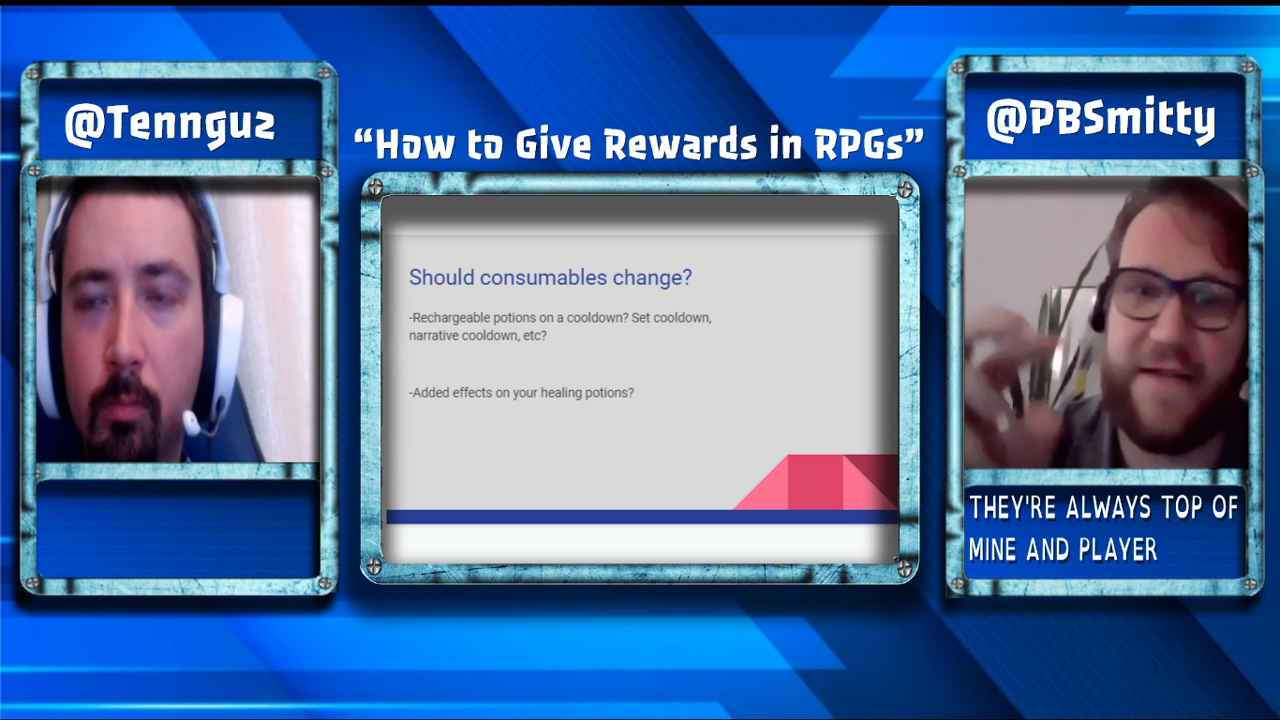 @Tennguz
“How to Give Rewards in RPGs”
@PBSmitty
Should consumables change?
-Rechargeable potions on a cooldown? Set cooldown,
narrative cooldown, etc?
-Added effects on your healing potions?
THEY'RE ALWAYS TOP OF
MINE AND PLAYER